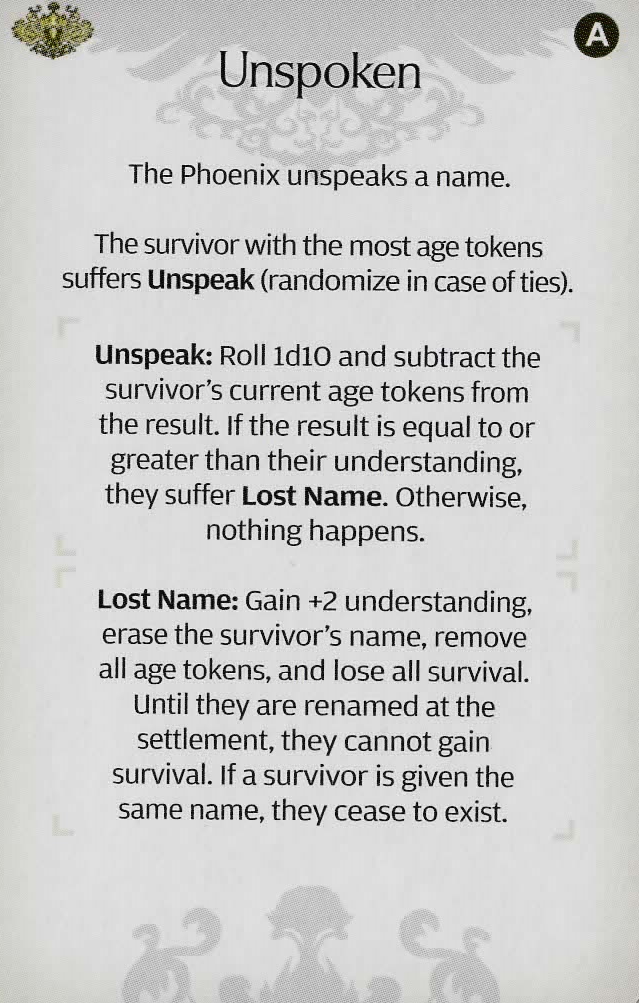 A
Unspoken
The Phoenix unspeaks a name.
The survivor with the most age tokens
suffers Unspeak (randomize in case of ties).
Unspeak: Roll 1d10 and subtract the
survivor's current age tokens from
the result. If the result is equal to or
greater than their understanding,
they suffer Lost Name. Otherwise,
nothing happens.
Lost Name: Gain +2 understanding,
erase the survivor's name, remove
all age tokens, and lose all survival.
Until they are renamed at the
settlement, they cannot gain
survival. If a survivor is given the
same name, they cease to exist.